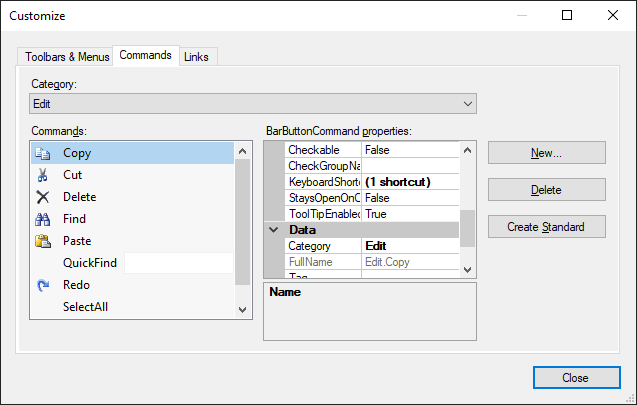 Customize
Toolbars & Menus Commands Links
Category:
Edit
Commands:
Copy
Cut
Delete
Find
Paste
QuickFind
Redo
SelectAll
BarButtonCommand properties:
Checkable False
CheckGroupNa
KeyboardShorto (1 shortcut)
StaysOpenOnC False
ToolTipEnabled True
Data
Category Edit
FullName Edit.Copy
Tag
Name
New...
Delete
Create Standard
Close